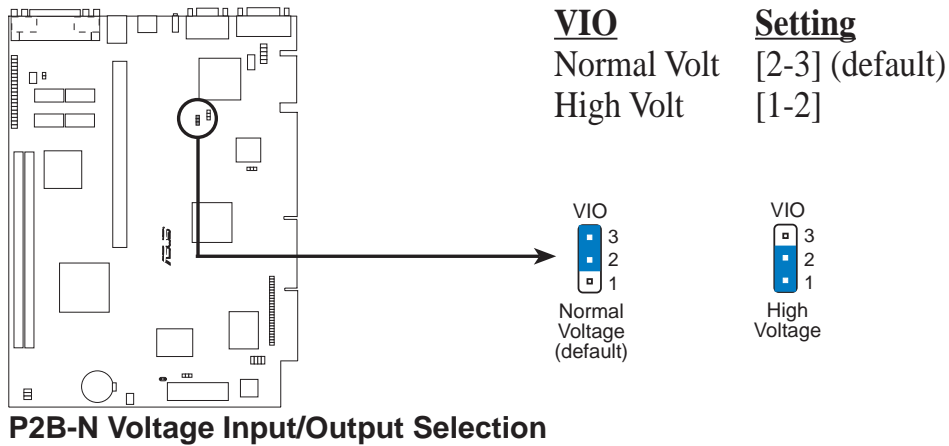 VIO Setting
Normal Volt [2-3] (default)
High Volt [1-2]
ASUS
VIO
3
2
1
Normal
Voltage
(default)
VIO
3
2
1
High
Voltage
P2B-N Voltage Input/Output Selection